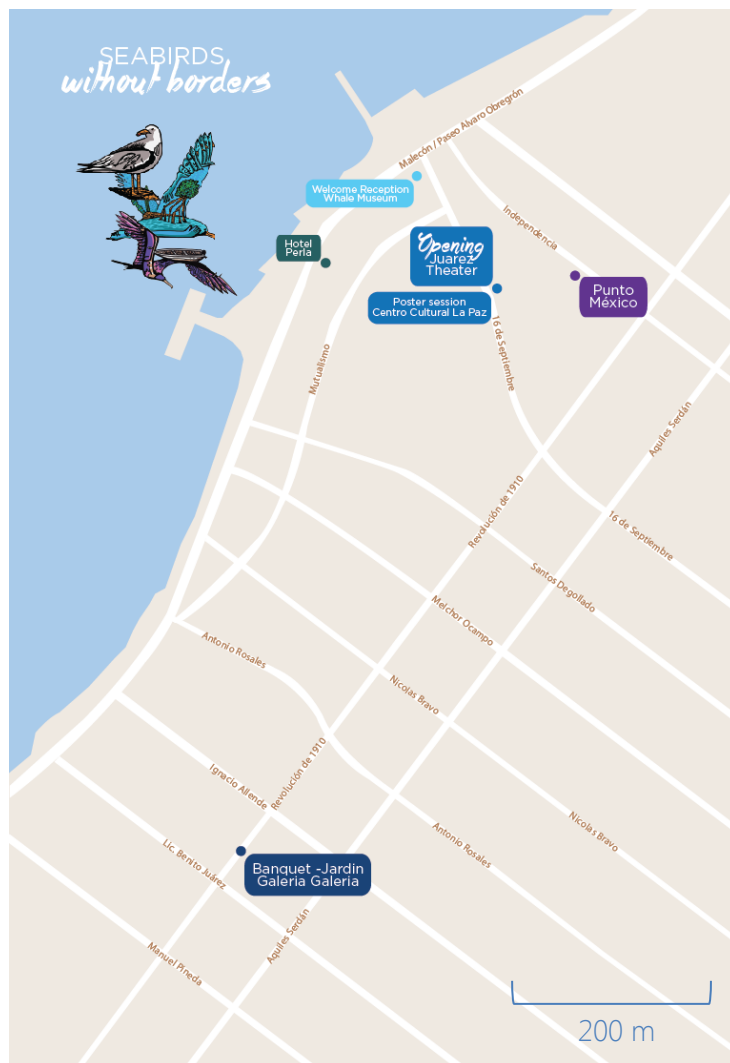 SEABIRDS
without borders
Malecón / Paseo Alvaro Obregrón
Welcome Reception
Whale Museum
Independencia
Hotel
Perla
Opening
Juarez
Theater
Poster session
Centro Cultural La Paz
Punto
México
16 de Septiembre
Mutualismo
Aquiles Serdán
Revolución de 1910
16 de Septiembre
Santos Degollado
Melchor Ocampo
Antonio Rosales
Nicolas Bravo
Revolución de 1910
Ignacio Allende
Nicolas Bravo
Antonio Rosales
Lic. Benito Juárez
Banquet -Jardin
Galeria Galeria
Aquiles Serdán
Manuel Pineda
200 m